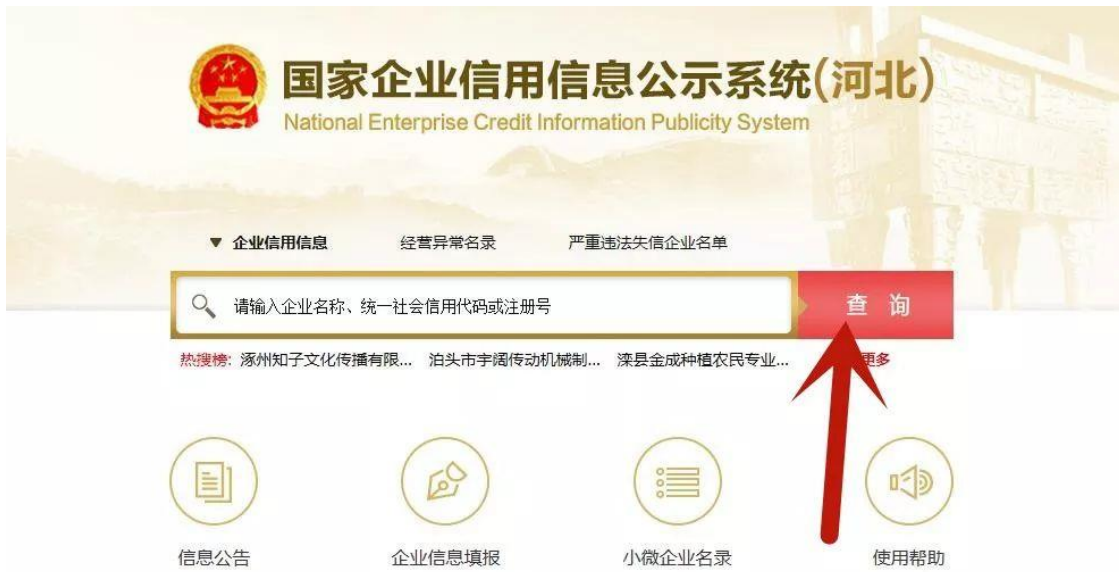 国家企业信用信息公示系统(河北)
National Enterprise Credit Information Publicity System
▼ 企业信用信息 经营异常名录 严重违法失信企业名单
请输入企业名称、统一社会信用代码或注册号 查询
热搜榜: 涿州知子文化传播有限... 泊头市宇阔传动机械制... 滦县金成种植农民专业... 更多
信息公告 企业信息填报 小微企业名录 使用帮助